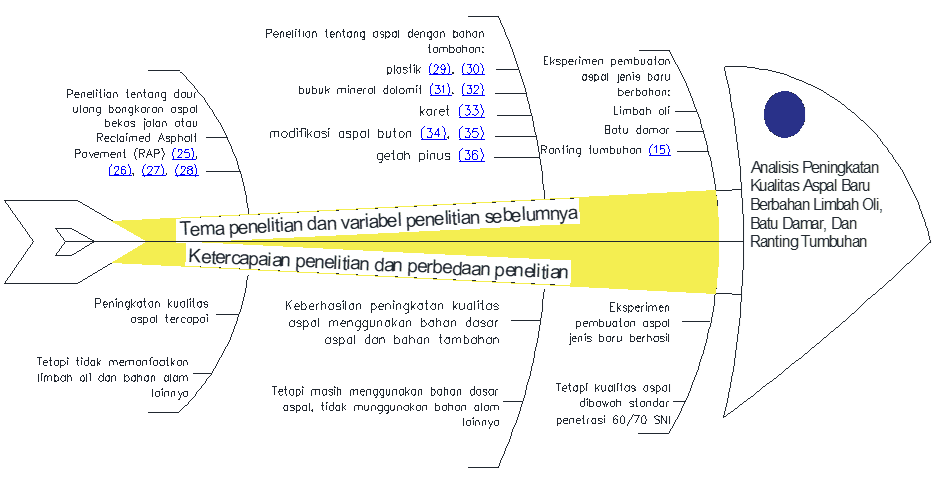 Penelitian tentang daur
ulang bongkaran aspal
bekas jalan atau
Reclaimed Asphalt
Pavement (RAP) (25),
(26), (27), (28)
Penelitian tentang aspal dengan bahan
tambahan:
plastik (29), (30)
bubuk mineral dolomit (31), (32)
karet (33)
modifikasi aspal buton (34), (35)
getah pinus (36)
Eksperimen pembuatan
aspal jenis baru
berbahan:
Limbah oli
Batu damar
Ranting tumbuhan (15)
Tema penelitian dan variabel penelitian sebelumnya
Ketercapaian penelitian dan perbedaan penelitian
Analisis Peningkatan
Kualitas Aspal Baru
Berbahan Limbah Oli,
Batu Damar, Dan
Ranting Tumbuhan
Peningkatan kualitas
aspal tercapai
Tetapi tidak memanfaatkan
limbah oli dan bahan alam
lainnya
Keberhasilan peningkatan kualitas
aspal menggunakan bahan dasar
aspal dan bahan tambahan
Tetapi masih menggunakan bahan dasar
aspal, tidak munggunakan bahan alam
lainnya
Eksperimen
pembuatan aspal
jenis baru berhasil
Tetapi kualitas aspal
dibawah standar
penetrasi 60/70 SNI